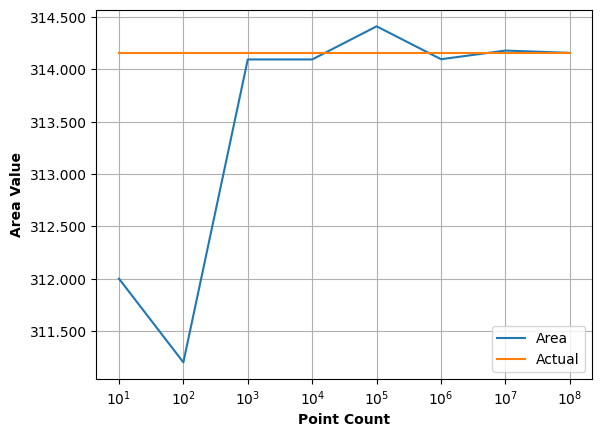 314.500
314.000
313.500
313.000
312.500
312.000
311.500
Area Value
10¹ 10² 10³ 10⁴ 10⁵ 10⁶ 10⁷ 10⁸
Point Count
Area
Actual